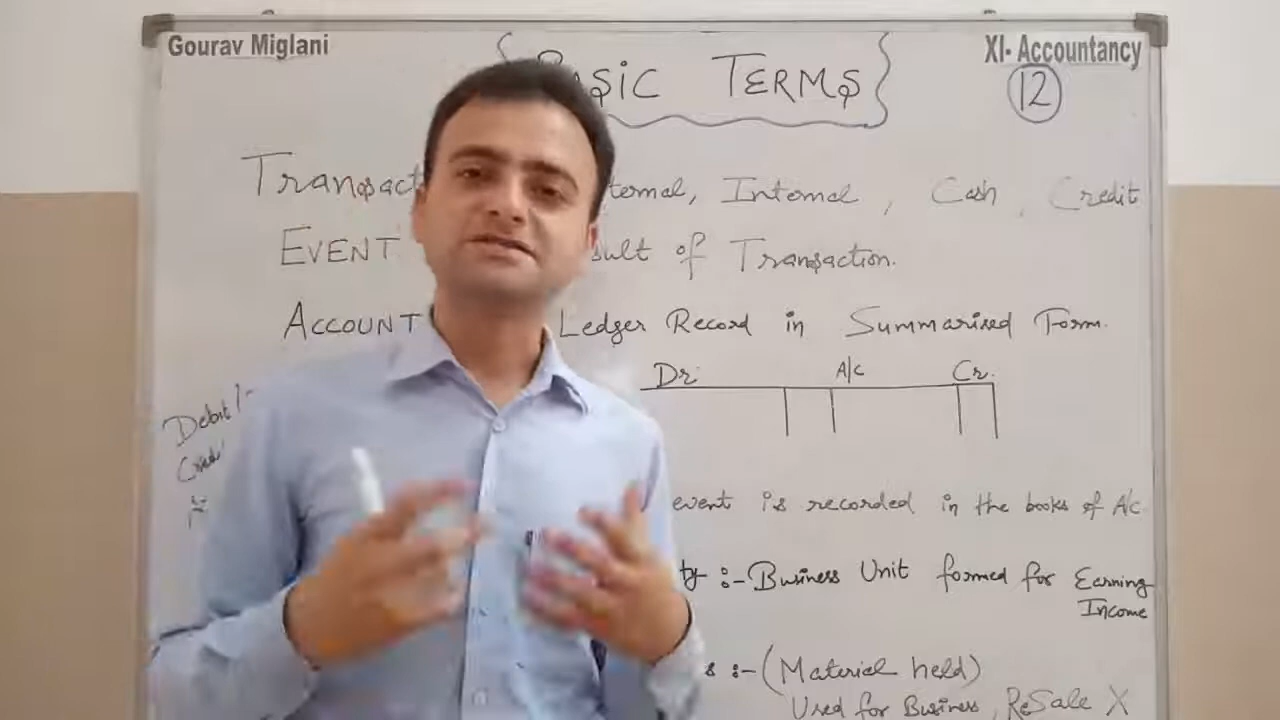 Gourav Miglani
XI- Accountancy
BASIC TERMS
12
Transact ternal, Internal, Cash, Credit
EVENT sult of Transaction.
ACCOUNT Ledger Record in Summarised Form.
Dr. A/c Cr.
Debit/-
event is recorded in the books of A/c
ty :- Business Unit formed for Earning
Income
s :- (Material held)
Used for Business, ReSale X